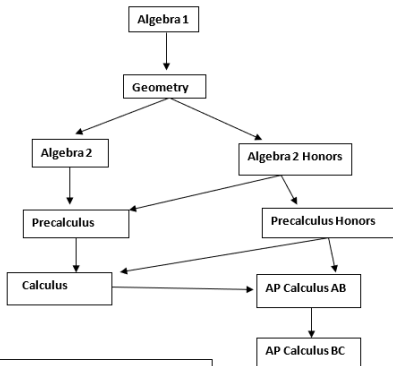 Algebra 1
Geometry
Algebra 2
Algebra 2 Honors
Precalculus
Precalculus Honors
Calculus
AP Calculus AB
AP Calculus BC